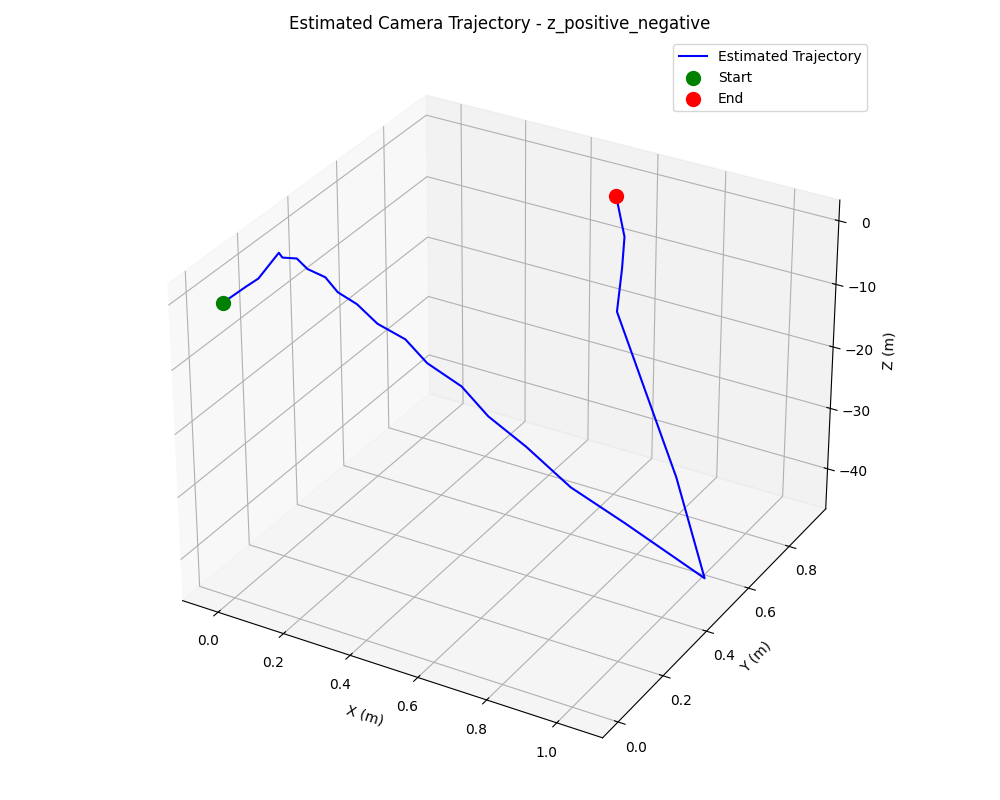 Estimated Camera Trajectory - z_positive_negative
Estimated Trajectory
Start
End
0
−10
−20
−30
−40
Z (m)
0.8
0.6
0.4
0.2
0.0
Y (m)
0.0
0.2
0.4
0.6
0.8
1.0
X (m)